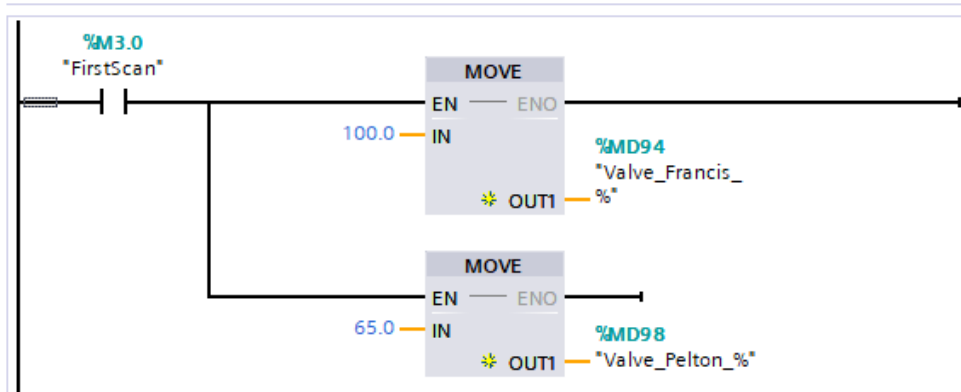 %M3.0
"FirstScan"
MOVE
EN ENO
100.0 IN
%MD94
"Valve_Francis_
OUT1 %"
MOVE
EN ENO
65.0 IN
%MD98
OUT1 "Valve_Pelton_%"